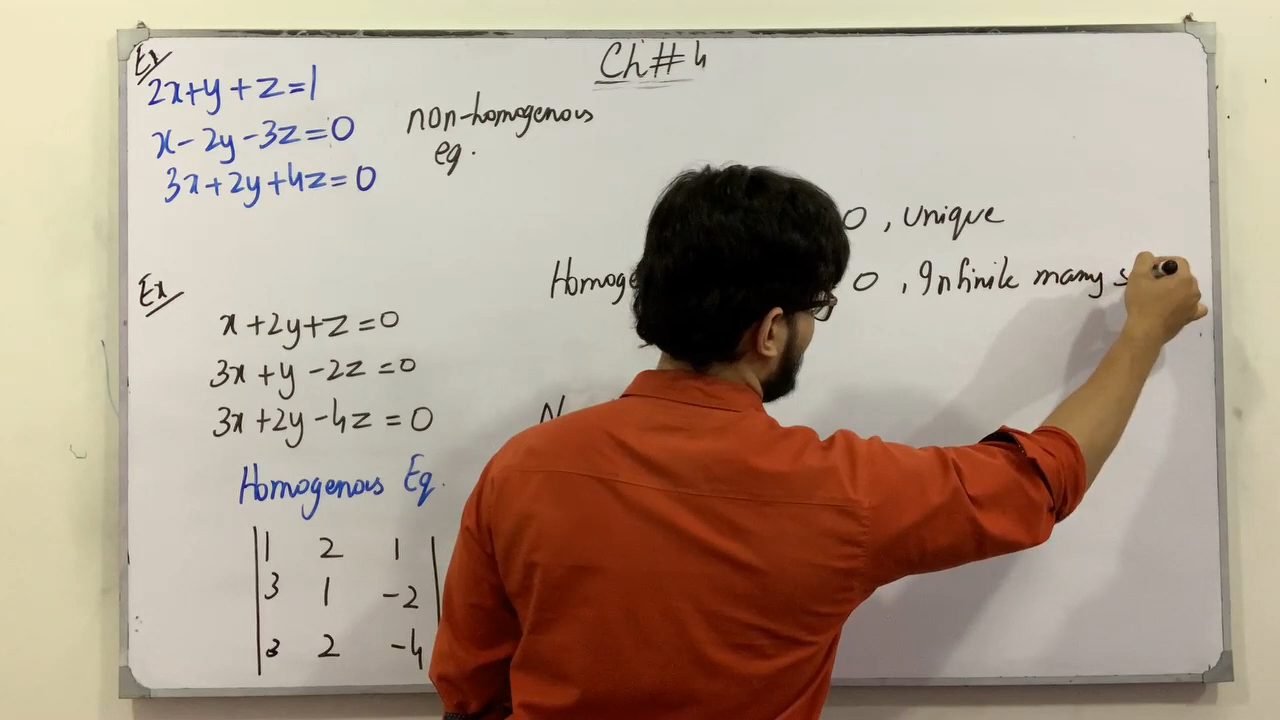 Ch#4
Ex
2x+y+z=1
x-2y-3z=0
3x+2y+4z=0
non-homogenous
eq.
0, unique
0, Infinite many
Ex
x+2y+z=0
3x+y-2z=0
3x+2y-4z=0
Homogenous Eq.
1 2 1
3 1 -2
3 2 -4